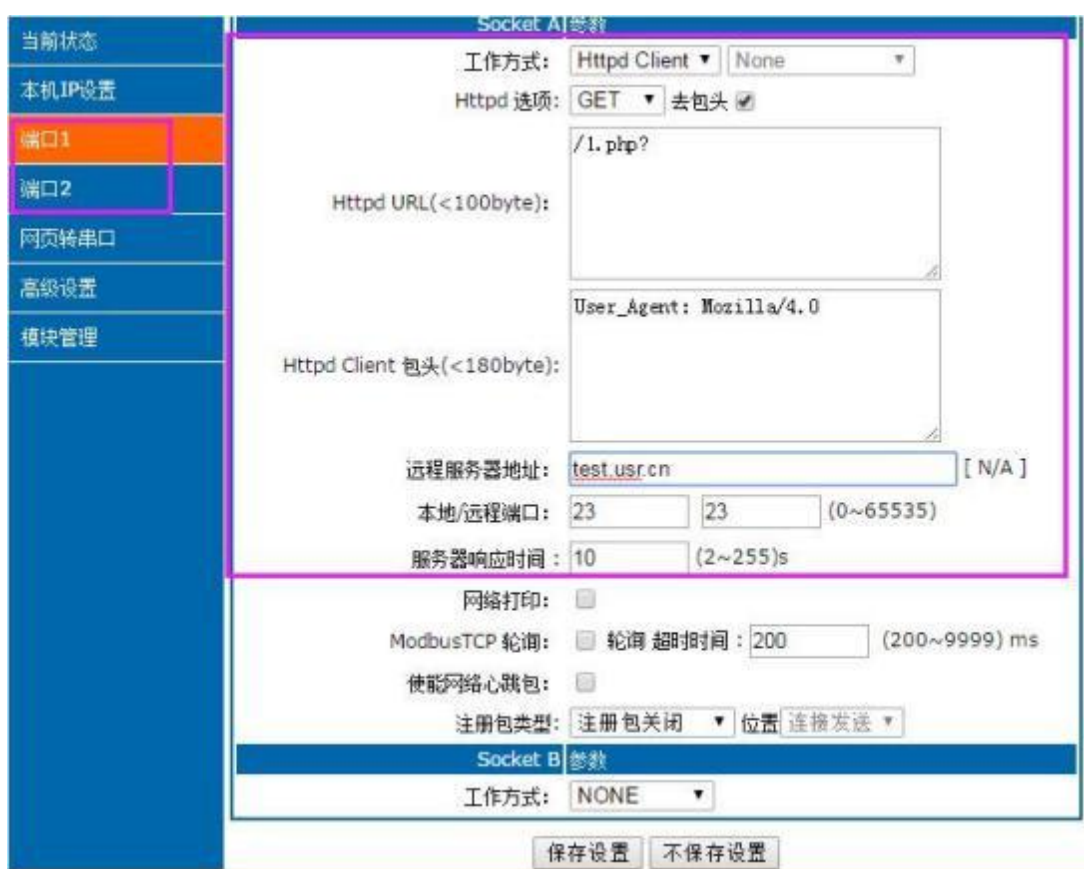 当前状态
本机IP设置
端口1
端口2
网页转串口
高级设置
模块管理
Socket A 参数
工作方式: Httpd Client None
Httpd 选项: GET 去包头
Httpd URL(<100byte): /1.php?
Httpd Client 包头(<180byte): User_Agent: Mozilla/4.0
远程服务器地址: test.usr.cn [ N/A ]
本地/远程端口: 23 23 (0~65535)
服务器响应时间 : 10 (2~255)s
网络打印:
ModbusTCP 轮询: 轮询 超时时间 : 200 (200~9999) ms
使能网络心跳包:
注册包类型: 注册包关闭 位置 连接发送
Socket B 参数
工作方式: NONE
保存设置 不保存设置